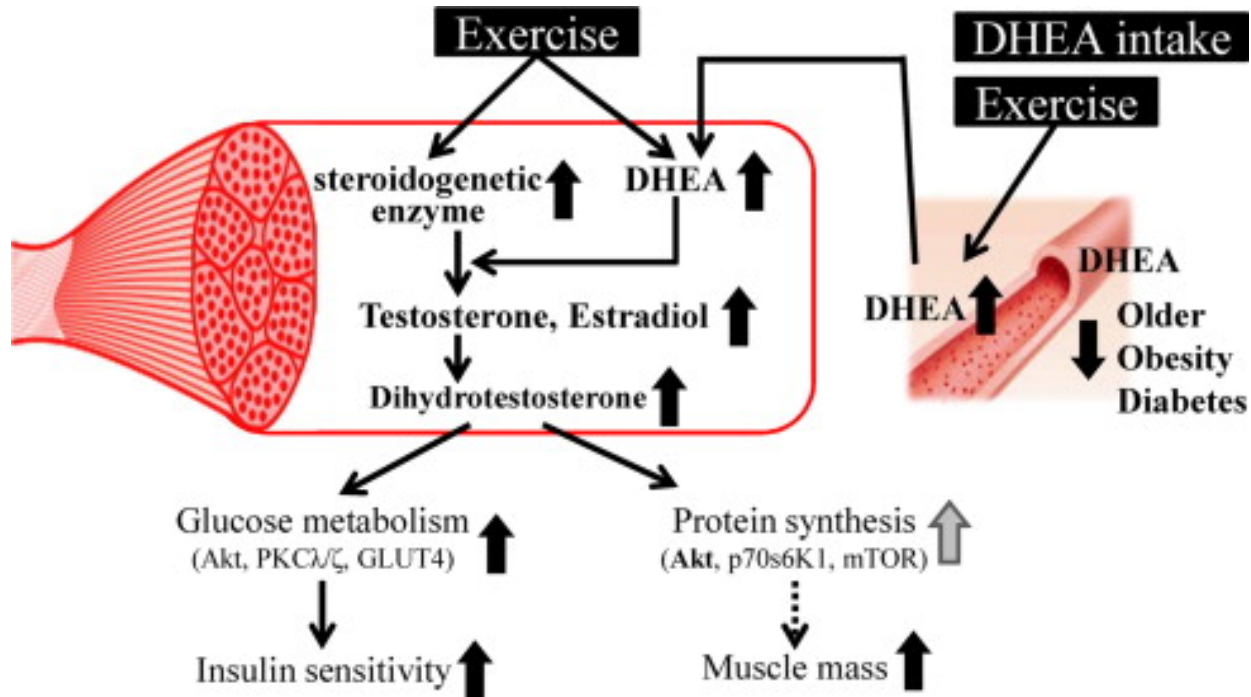 Exercise
DHEA intake
Exercise
steroidogenetic
enzyme
DHEA
Testosterone, Estradiol
Dihydrotestosterone
DHEA
DHEA
Older
Obesity
Diabetes
Glucose metabolism
(Akt, PKCλ/ζ, GLUT4)
Insulin sensitivity
Protein synthesis
(Akt, p70s6K1, mTOR)
Muscle mass